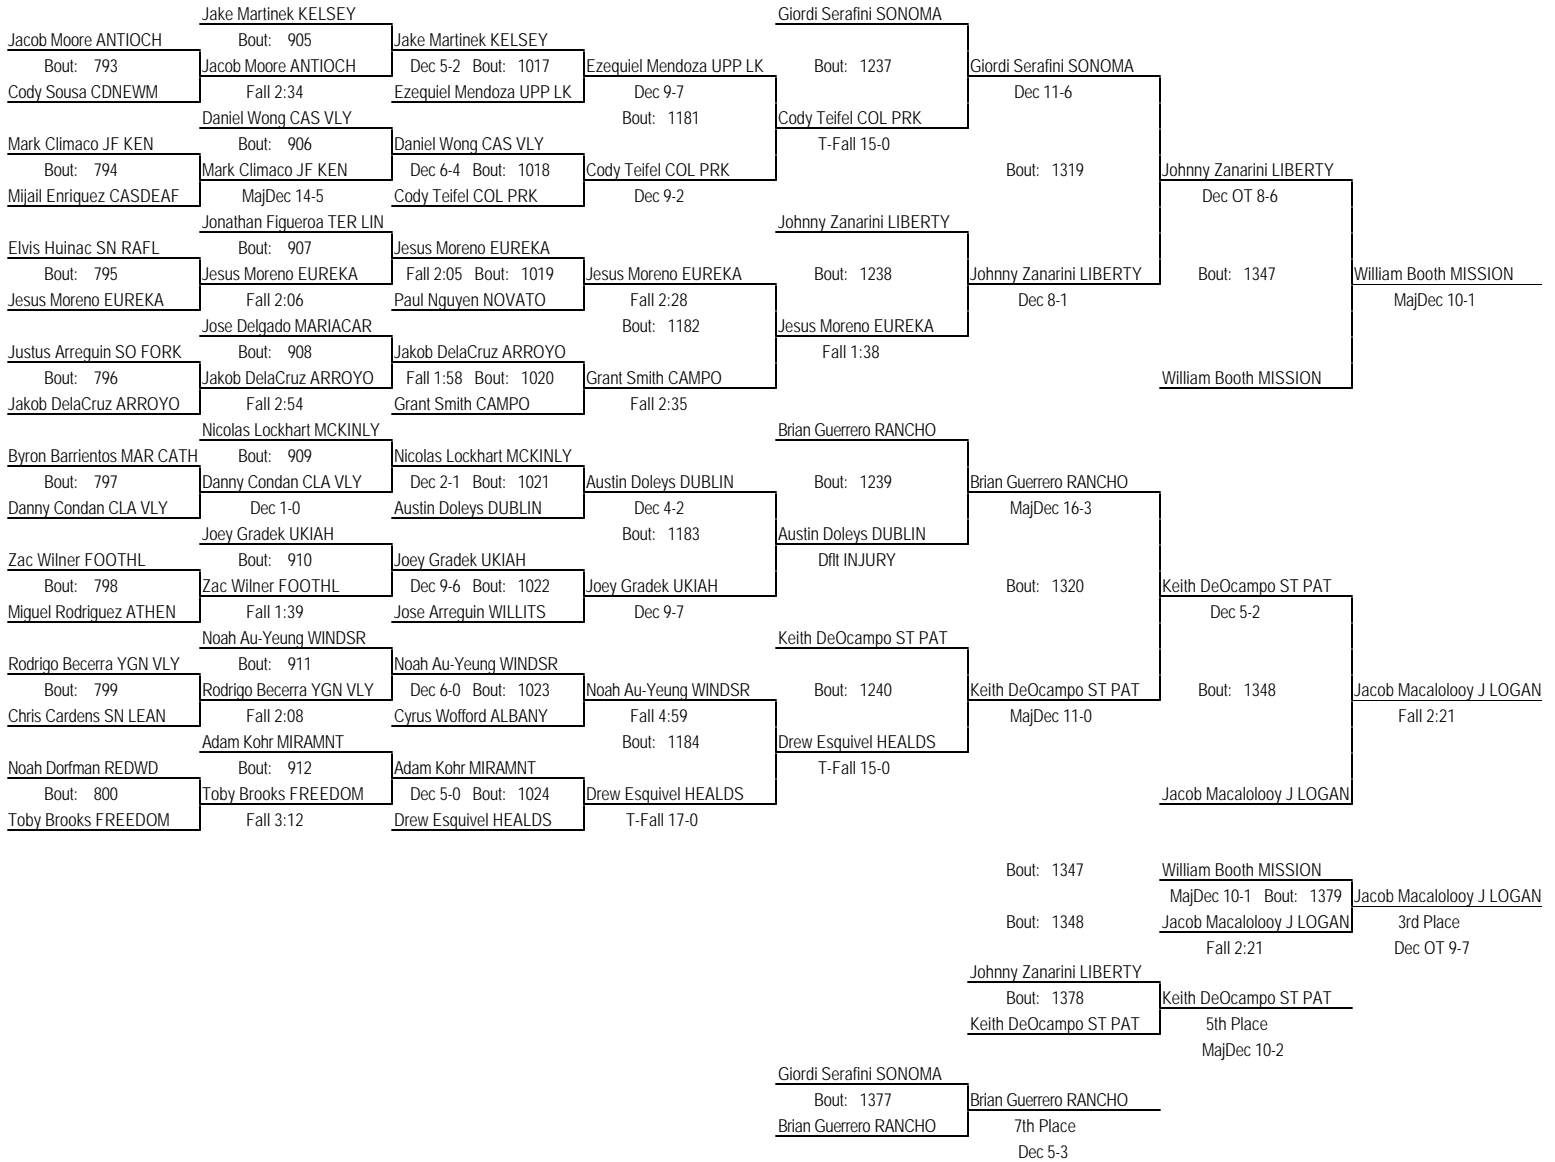 Jake Martinek KELSEY Giordi Serafini SONOMA
Jacob Moore ANTIOCH Bout: 905 Jake Martinek KELSEY
Bout: 793 Jacob Moore ANTIOCH Dec 5-2 Bout: 1017 Ezequiel Mendoza UPP LK Bout: 1237 Giordi Serafini SONOMA
Cody Sousa CDNEWM Fall 2:34 Ezequiel Mendoza UPP LK Dec 9-7 Dec 11-6
Daniel Wong CAS VLY Bout: 1181 Cody Teifel COL PRK
Mark Climaco JF KEN Bout: 906 Daniel Wong CAS VLY T-Fall 15-0
Bout: 794 Mark Climaco JF KEN Dec 6-4 Bout: 1018 Cody Teifel COL PRK Bout: 1319 Johnny Zanarini LIBERTY
Mijail Enriquez CASDEAF MajDec 14-5 Cody Teifel COL PRK Dec 9-2 Dec OT 8-6
Jonathan Figueroa TER LIN Johnny Zanarini LIBERTY
Elvis Huinac SN RAFL Bout: 907 Jesus Moreno EUREKA
Bout: 795 Jesus Moreno EUREKA Fall 2:05 Bout: 1019 Jesus Moreno EUREKA Bout: 1238 Johnny Zanarini LIBERTY Bout: 1347 William Booth MISSION
Jesus Moreno EUREKA Fall 2:06 Paul Nguyen NOVATO Fall 2:28 Dec 8-1 MajDec 10-1
Jose Delgado MARIACAR Bout: 1182 Jesus Moreno EUREKA
Justus Arreguin SO FORK Bout: 908 Jakob DelaCruz ARROYO Fall 1:38
Bout: 796 Jakob DelaCruz ARROYO Fall 1:58 Bout: 1020 Grant Smith CAMPO William Booth MISSION
Jakob DelaCruz ARROYO Fall 2:54 Grant Smith CAMPO Fall 2:35
Nicolas Lockhart MCKINLY Brian Guerrero RANCHO
Byron Barrientos MAR CATH Bout: 909 Nicolas Lockhart MCKINLY
Bout: 797 Danny Condan CLA VLY Dec 2-1 Bout: 1021 Austin Doleys DUBLIN Bout: 1239 Brian Guerrero RANCHO
Danny Condan CLA VLY Dec 1-0 Austin Doleys DUBLIN Dec 4-2 MajDec 16-3
Joey Gradek UKIAH Bout: 1183 Austin Doleys DUBLIN
Zac Wilner FOOTHL Bout: 910 Joey Gradek UKIAH Dflt INJURY
Bout: 798 Zac Wilner FOOTHL Dec 9-6 Bout: 1022 Joey Gradek UKIAH Bout: 1320 Keith DeOcampo ST PAT
Miguel Rodriguez ATHEN Fall 1:39 Jose Arreguin WILLITS Dec 9-7 Dec 5-2
Noah Au-Yeung WINDSR Keith DeOcampo ST PAT
Rodrigo Becerra YGN VLY Bout: 911 Noah Au-Yeung WINDSR
Bout: 799 Rodrigo Becerra YGN VLY Dec 6-0 Bout: 1023 Noah Au-Yeung WINDSR Bout: 1240 Keith DeOcampo ST PAT Bout: 1348 Jacob Macalolooy J LOGAN
Chris Cardens SN LEAN Fall 2:08 Cyrus Wofford ALBANY Fall 4:59 MajDec 11-0 Fall 2:21
Adam Kohr MIRAMNT Bout: 1184 Drew Esquivel HEALDS
Noah Dorfman REDWD Bout: 912 Adam Kohr MIRAMNT T-Fall 15-0
Bout: 800 Toby Brooks FREEDOM Dec 5-0 Bout: 1024 Drew Esquivel HEALDS Jacob Macalolooy J LOGAN
Toby Brooks FREEDOM Fall 3:12 Drew Esquivel HEALDS T-Fall 17-0
Bout: 1347 William Booth MISSION
MajDec 10-1 Bout: 1379 Jacob Macalolooy J LOGAN
Bout: 1348 Jacob Macalolooy J LOGAN 3rd Place
Fall 2:21 Dec OT 9-7
Johnny Zanarini LIBERTY
Bout: 1378 Keith DeOcampo ST PAT
Keith DeOcampo ST PAT 5th Place
MajDec 10-2
Giordi Serafini SONOMA
Bout: 1377 Brian Guerrero RANCHO
Brian Guerrero RANCHO 7th Place
Dec 5-3